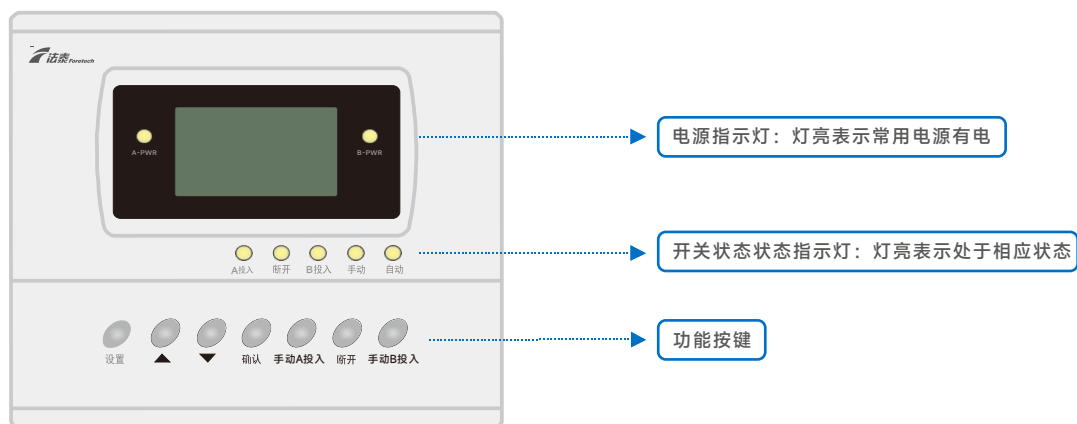 法泰 Foretech
A-PWR
B-PWR
电源指示灯：灯亮表示常用电源有电
A投入 断开 B投入 手动 自动
开关状态状态指示灯：灯亮表示处于相应状态
设置 ▲ ▼ 确认 手动A投入 断开 手动B投入
功能按键